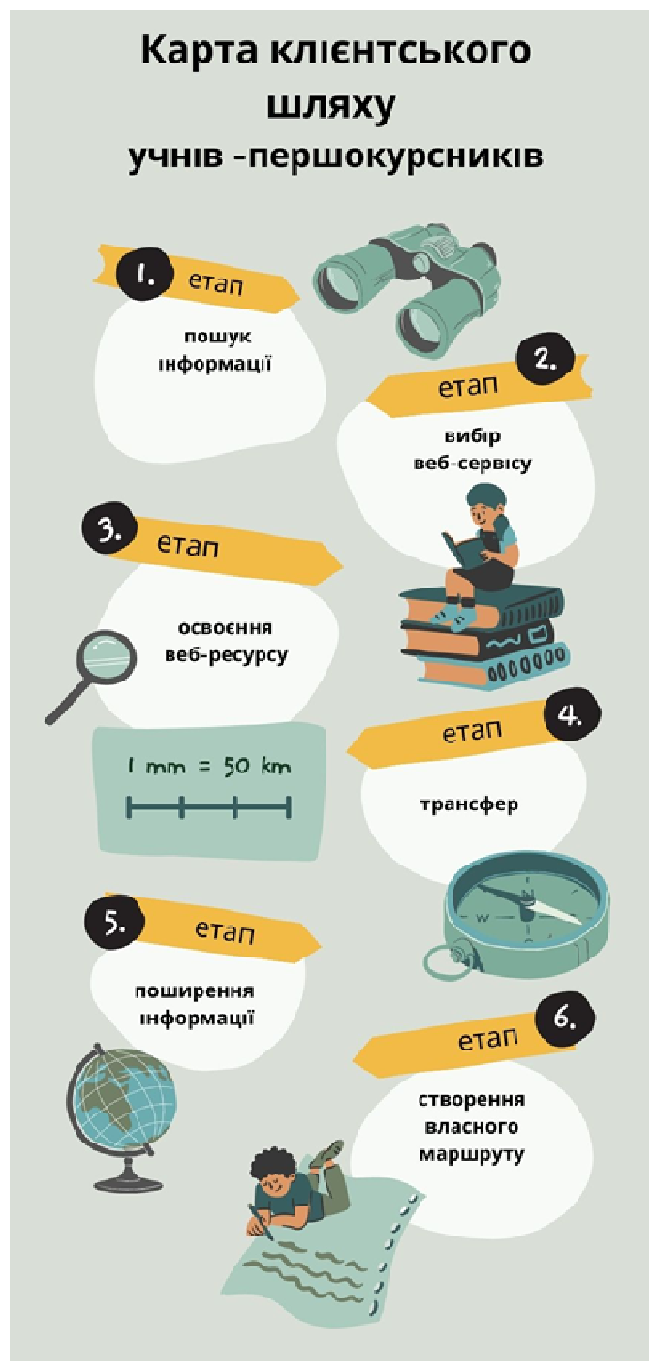 Карта клієнтського
шляху
учнів -першокурсників
1. етап
пошук
інформації
2.
етап
вибір
веб-сервісу
3.
етап
освоєння
веб-ресурсу
1 mm = 50 km
4.
етап
трансфер
5.
етап
поширення
інформації
6.
етап
створення
власного
маршруту
N
W